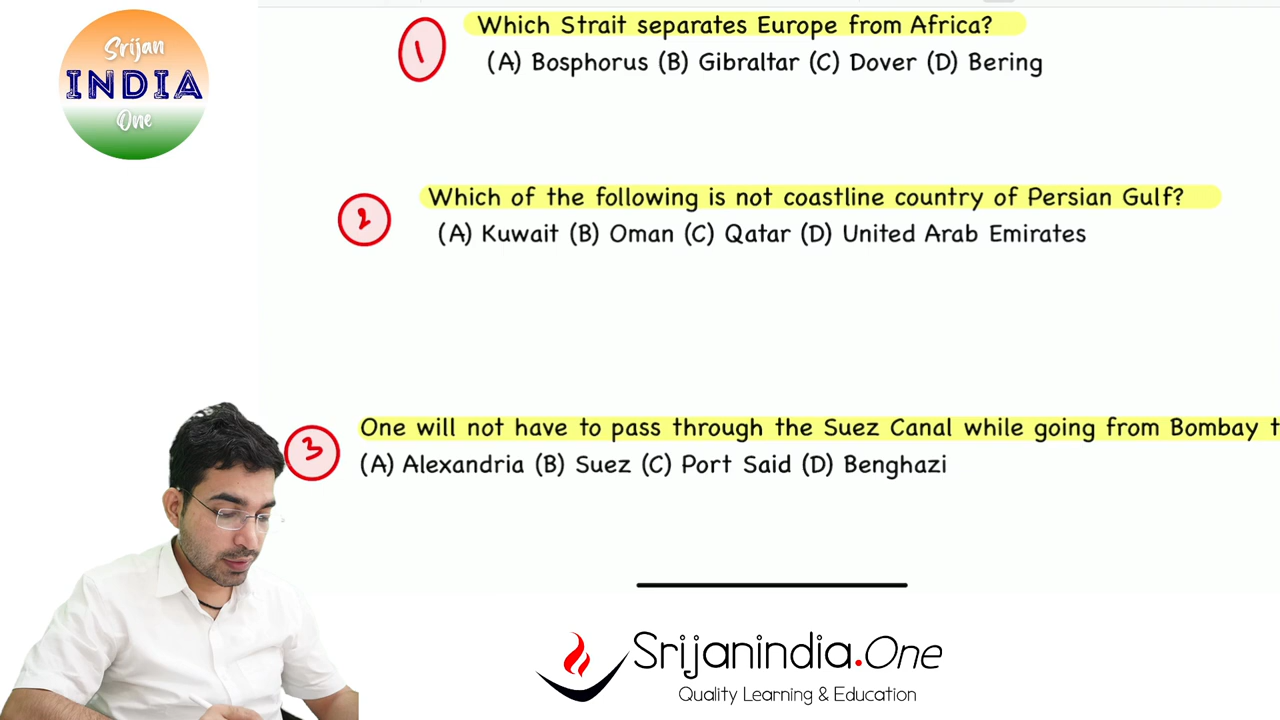 Srijan
INDIA
One
1
Which Strait separates Europe from Africa?
(A) Bosphorus (B) Gibraltar (C) Dover (D) Bering
2
Which of the following is not coastline country of Persian Gulf?
(A) Kuwait (B) Oman (C) Qatar (D) United Arab Emirates
3
One will not have to pass through the Suez Canal while going from Bombay t
(A) Alexandria (B) Suez (C) Port Said (D) Benghazi
Srijanindia.One
Quality Learning & Education